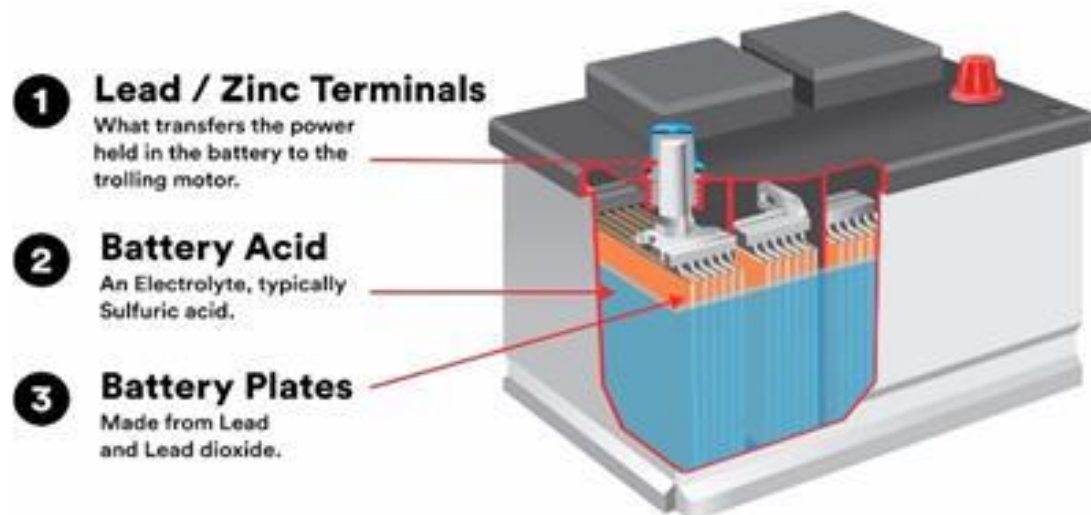 1 Lead / Zinc Terminals
What transfers the power
held in the battery to the
trolling motor.
2 Battery Acid
An Electrolyte, typically
Sulfuric acid.
3 Battery Plates
Made from Lead
and Lead dioxide.